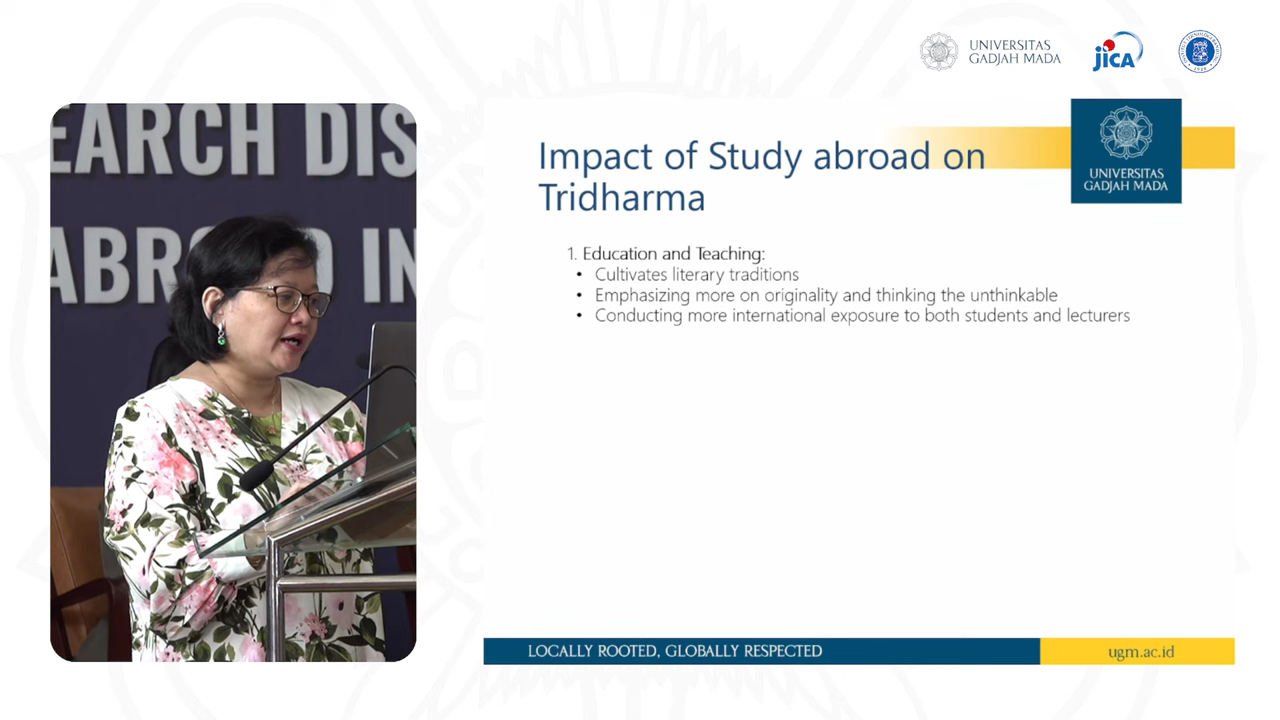 UNIVERSITAS
GADJAH MADA
jICA
EARCH DIS
ABRO
IN
Impact of Study abroad on
Tridharma
UNIVERSITAS
GADJAH MADA
1. Education and Teaching:
• Cultivates literary traditions
• Emphasizing more on originality and thinking the unthinkable
• Conducting more international exposure to both students and lecturers
LOCALLY ROOTED, GLOBALLY RESPECTED
ugm.ac.id